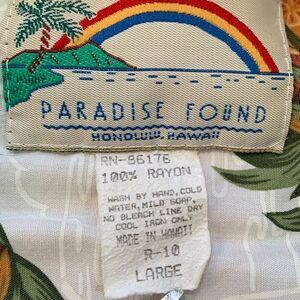 PARADISE FOUND
HONOLULU, HAWAII
RN-86176
100% RAYON
WASH BY HAND, COLD
WATER, MILD SOAP,
NO BLEACH LINE DRY
COOL IRON ONLY
MADE IN HAWAII
R-10
LARGE